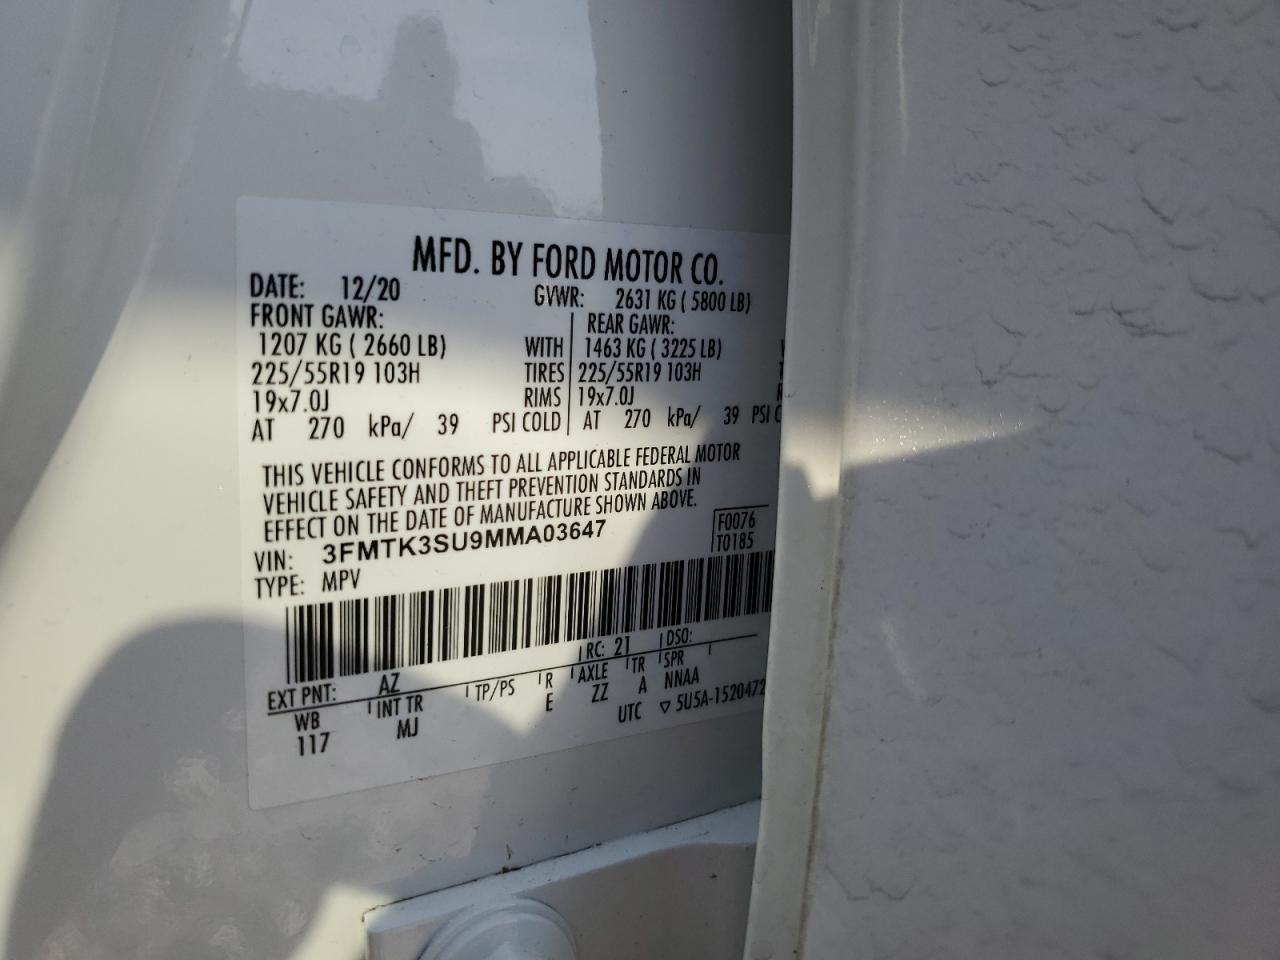 MFD. BY FORD MOTOR CO.
DATE: 12/20 GVWR: 2631 KG ( 5800 LB)
FRONT GAWR: REAR GAWR:
1207 KG ( 2660 LB) WITH 1463 KG ( 3225 LB)
225/55R19 103H TIRES 225/55R19 103H
19x7.0J RIMS 19x7.0J
AT 270 kPa/ 39 PSI COLD AT 270 kPa/ 39 PSI
THIS VEHICLE CONFORMS TO ALL APPLICABLE FEDERAL MOTOR
VEHICLE SAFETY AND THEFT PREVENTION STANDARDS IN
EFFECT ON THE DATE OF MANUFACTURE SHOWN ABOVE.
VIN: 3FMTK3SU9MMA03647 F0076
TYPE: MPV T0185
EXT PNT: AZ RC: 21 DSO:
WB INT TR TP/PS R AXLE TR SPR
117 MJ E ZZ A NNAA
UTC ▽ 5U5A-1520472